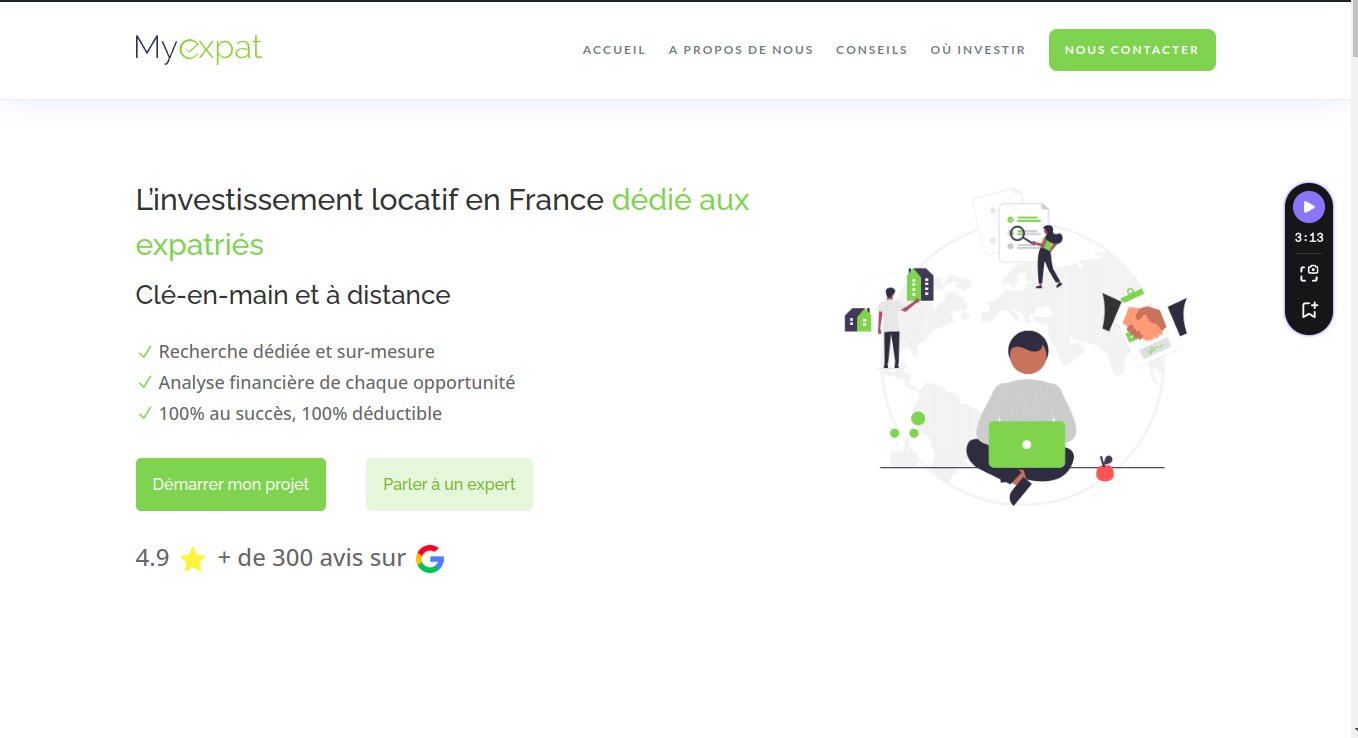 Myexpat
ACCUEIL
A PROPOS DE NOUS
CONSEILS
OÙ INVESTIR
NOUS CONTACTER
L’investissement locatif en France dédié aux
expatriés
Clé-en-main et à distance
Recherche dédiée et sur-mesure
Analyse financière de chaque opportunité
100% au succès, 100% déductible
Démarrer mon projet
Parler à un expert
4.9 + de 300 avis sur G
3:13